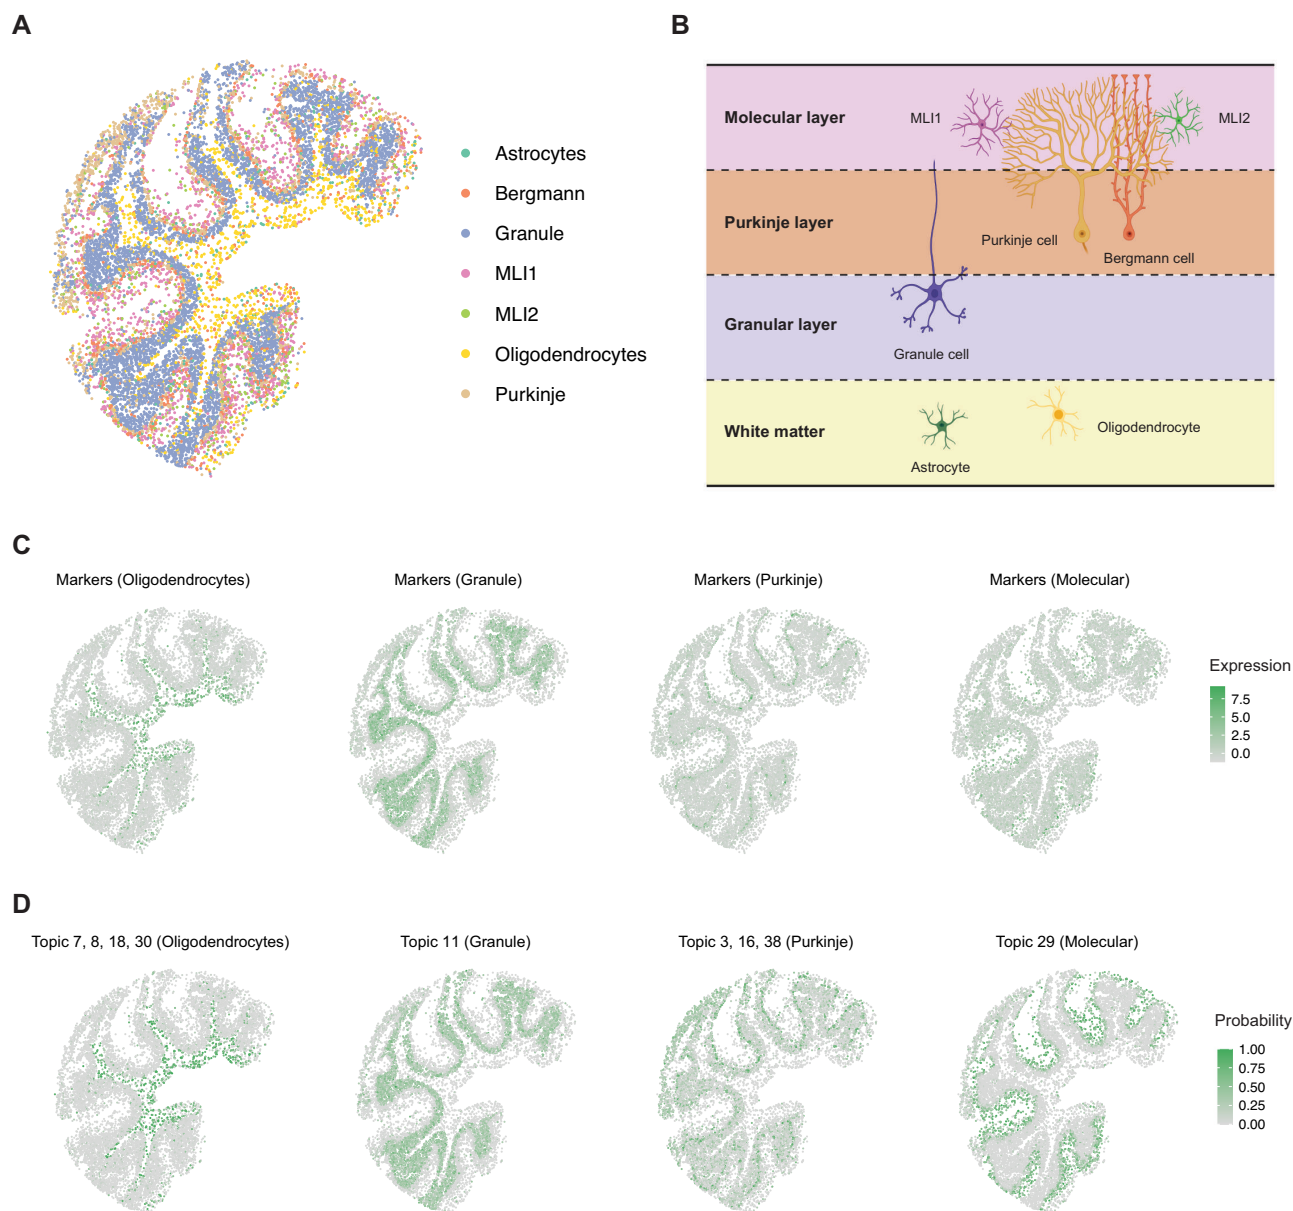 A
Astrocytes
Bergmann
Granule
MLI1
MLI2
Oligodendrocytes
Purkinje
B
Molecular layer
MLI1
MLI2
Purkinje layer
Purkinje cell
Bergmann cell
Granular layer
Granule cell
White matter
Oligodendrocyte
Astrocyte
C
Markers (Oligodendrocytes)
Markers (Granule)
Markers (Purkinje)
Markers (Molecular)
Expression
7.5
5.0
2.5
0.0
D
Topic 7, 8, 18, 30 (Oligodendrocytes)
Topic 11 (Granule)
Topic 3, 16, 38 (Purkinje)
Topic 29 (Molecular)
Probability
1.00
0.75
0.50
0.25
0.00